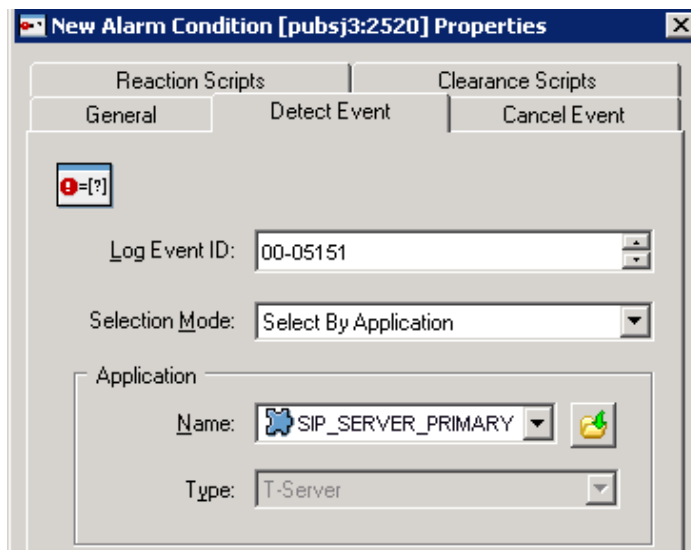 New Alarm Condition [pubsj3:2520] Properties
Reaction Scripts Clearance Scripts
General Detect Event Cancel Event
=[?]
Log Event ID: 00-05151
Selection Mode: Select By Application
Application
Name: SIP_SERVER_PRIMARY
Type: T-Server